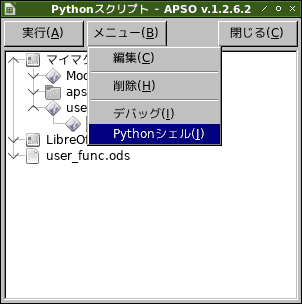 Pythonスクリプト - APSO v.1.2.6.2
実行(A)
メニュー(B)
閉じる(C)
編集(C)
削除(H)
デバッグ(I)
Pythonシェル(J)
マイマク
Mod
aps
use
LibreOf
user_func.ods